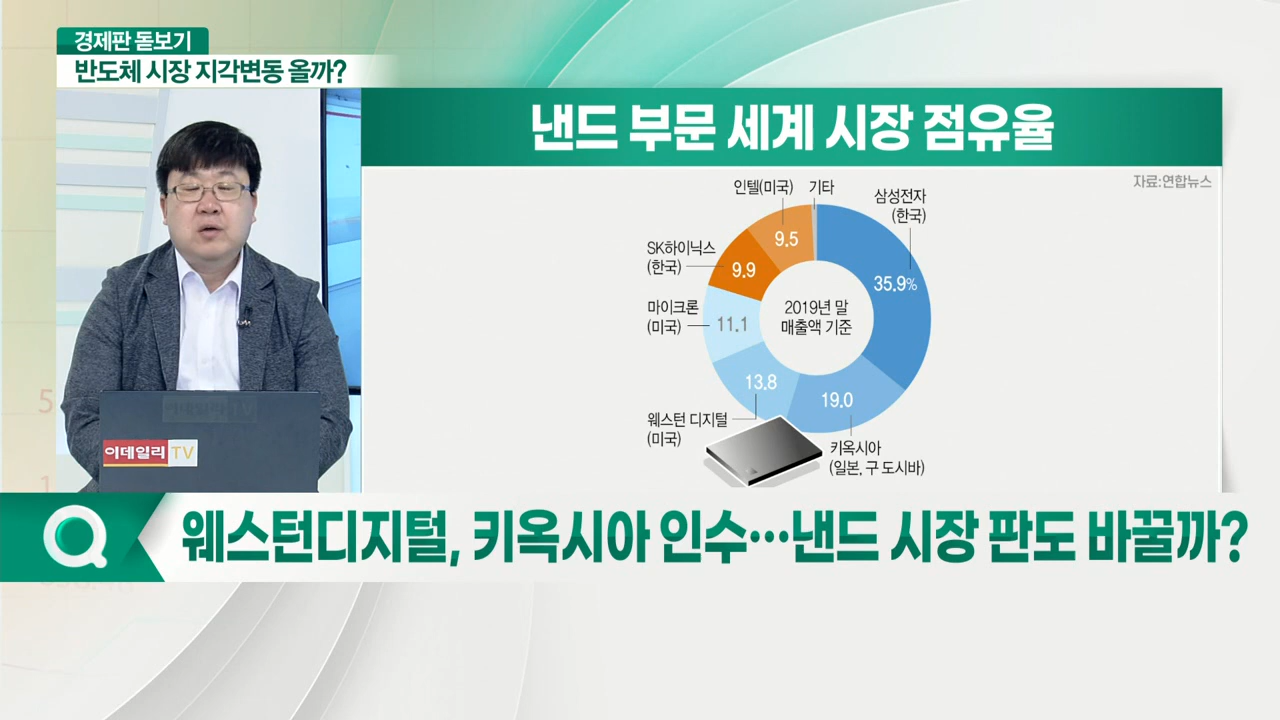 경제판 돋보기
반도체 시장 지각변동 올까?
낸드 부문 세계 시장 점유율
자료:연합뉴스
인텔(미국)
기타
삼성전자
(한국)
SK하이닉스
(한국)
9.5
9.9
35.9%
마이크론
(미국)
11.1
2019년 말
매출액 기준
13.8
19.0
웨스턴 디지털
(미국)
키옥시아
(일본, 구 도시바)
이데일리TV
이데일리TV
웨스턴디지털, 키옥시아 인수…낸드 시장 판도 바꿀까?